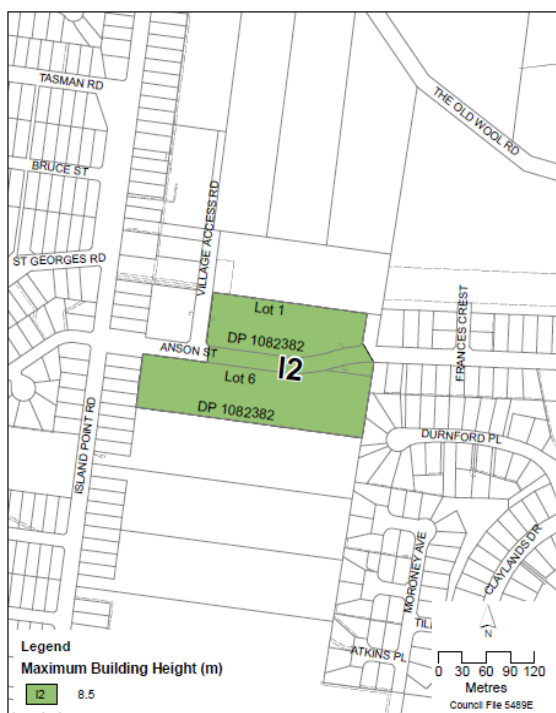 TASMAN RD
THE OLD WOOL RD
BRUCE ST
VILLAGE ACCESS RD
ST GEORGES RD
Lot 1
DP 1082382
ANSON ST
I2
Lot 6
DP 1082382
FRANCES CREST
DURNFORD PL
ISLAND POINT RD
MORONEY AVE
CLAYLANDS DR
ATKINS PL
N
Legend
Maximum Building Height (m)
I2 8.5
0 30 60 90 120
Metres
Council File 5489E